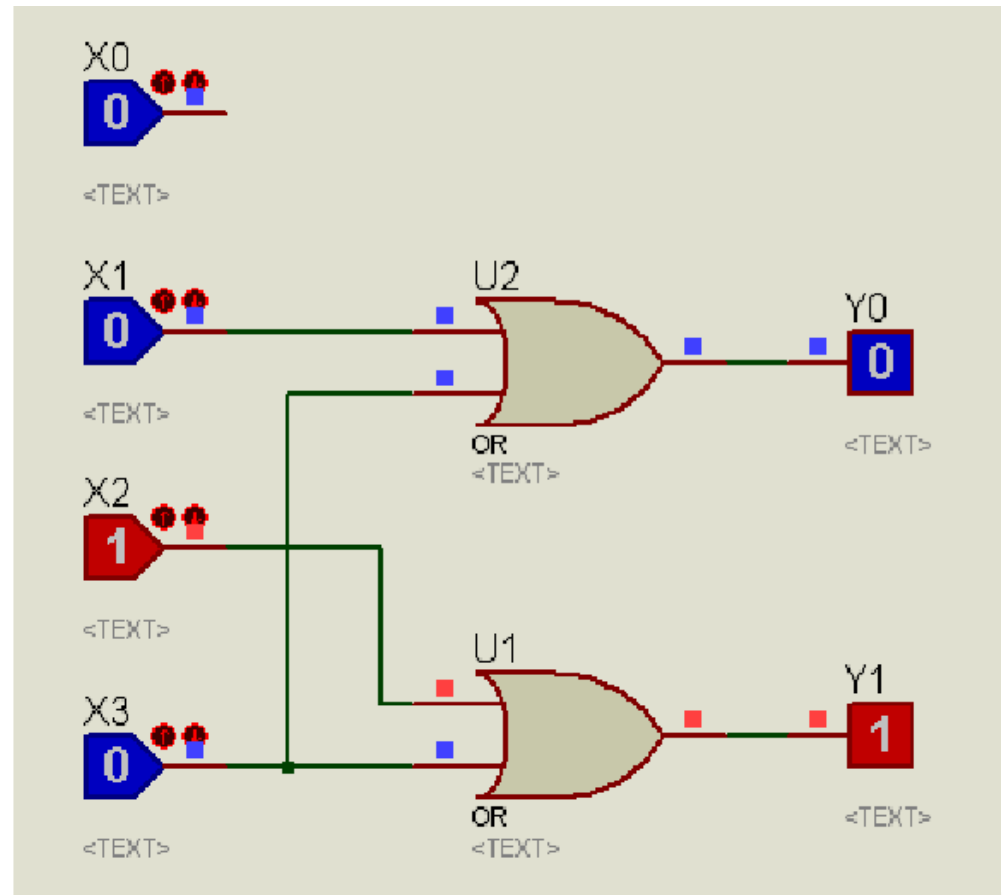 X0
0
<TEXT>
X1
0
<TEXT>
U2
OR
<TEXT>
Y0
0
<TEXT>
X2
1
<TEXT>
X3
0
<TEXT>
U1
OR
<TEXT>
Y1
1
<TEXT>